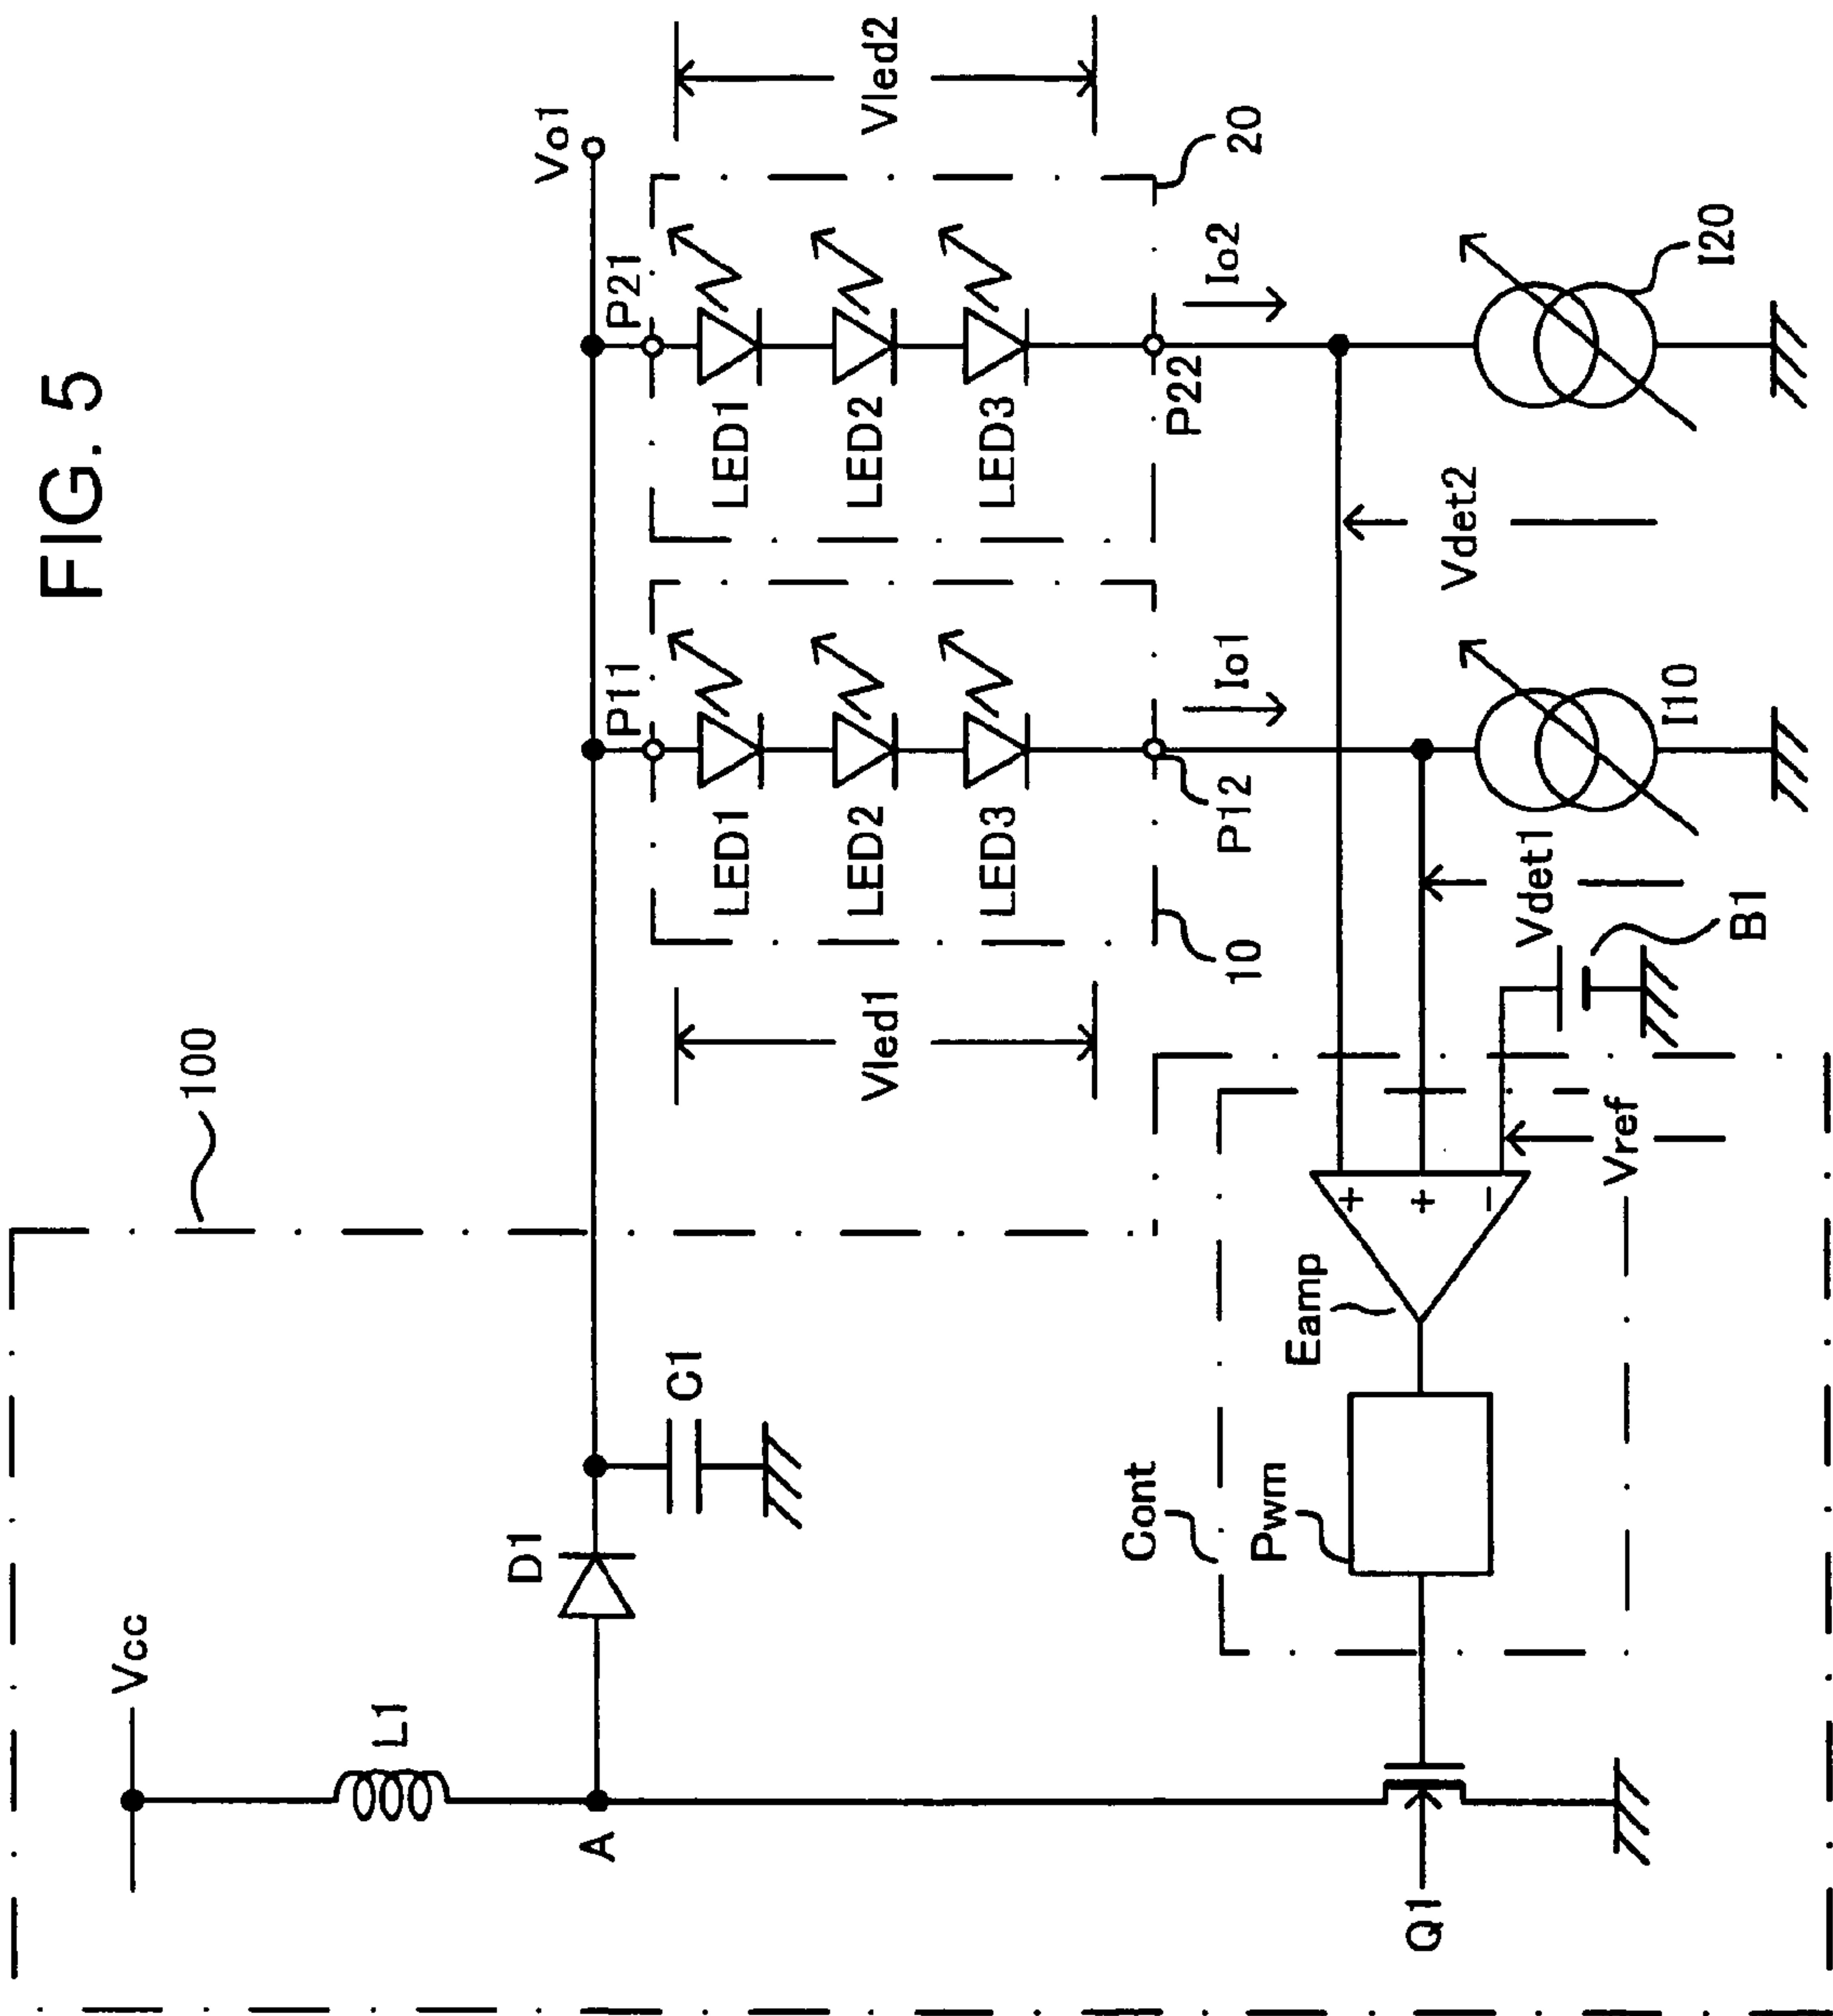 FIG. 5
100
Vcc
L1
A
D1
C1
Vo1
P11
P21
LED1
LED2
LED3
LED1
LED2
LED3
Vled1
Vled2
10
20
P12
P22
Io1
Io2
Cont
Pwm
Eamp
+
+
−
Vref
Vdet1
Vdet2
B1
I10
I20
Q1